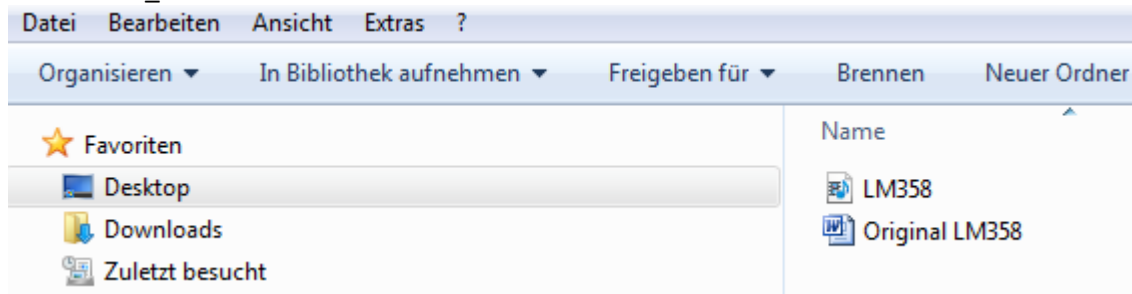 Datei Bearbeiten Ansicht Extras ?
Organisieren In Bibliothek aufnehmen Freigeben für Brennen Neuer Ordner
Favoriten
Desktop
Downloads
Zuletzt besucht
Name
LM358
Original LM358